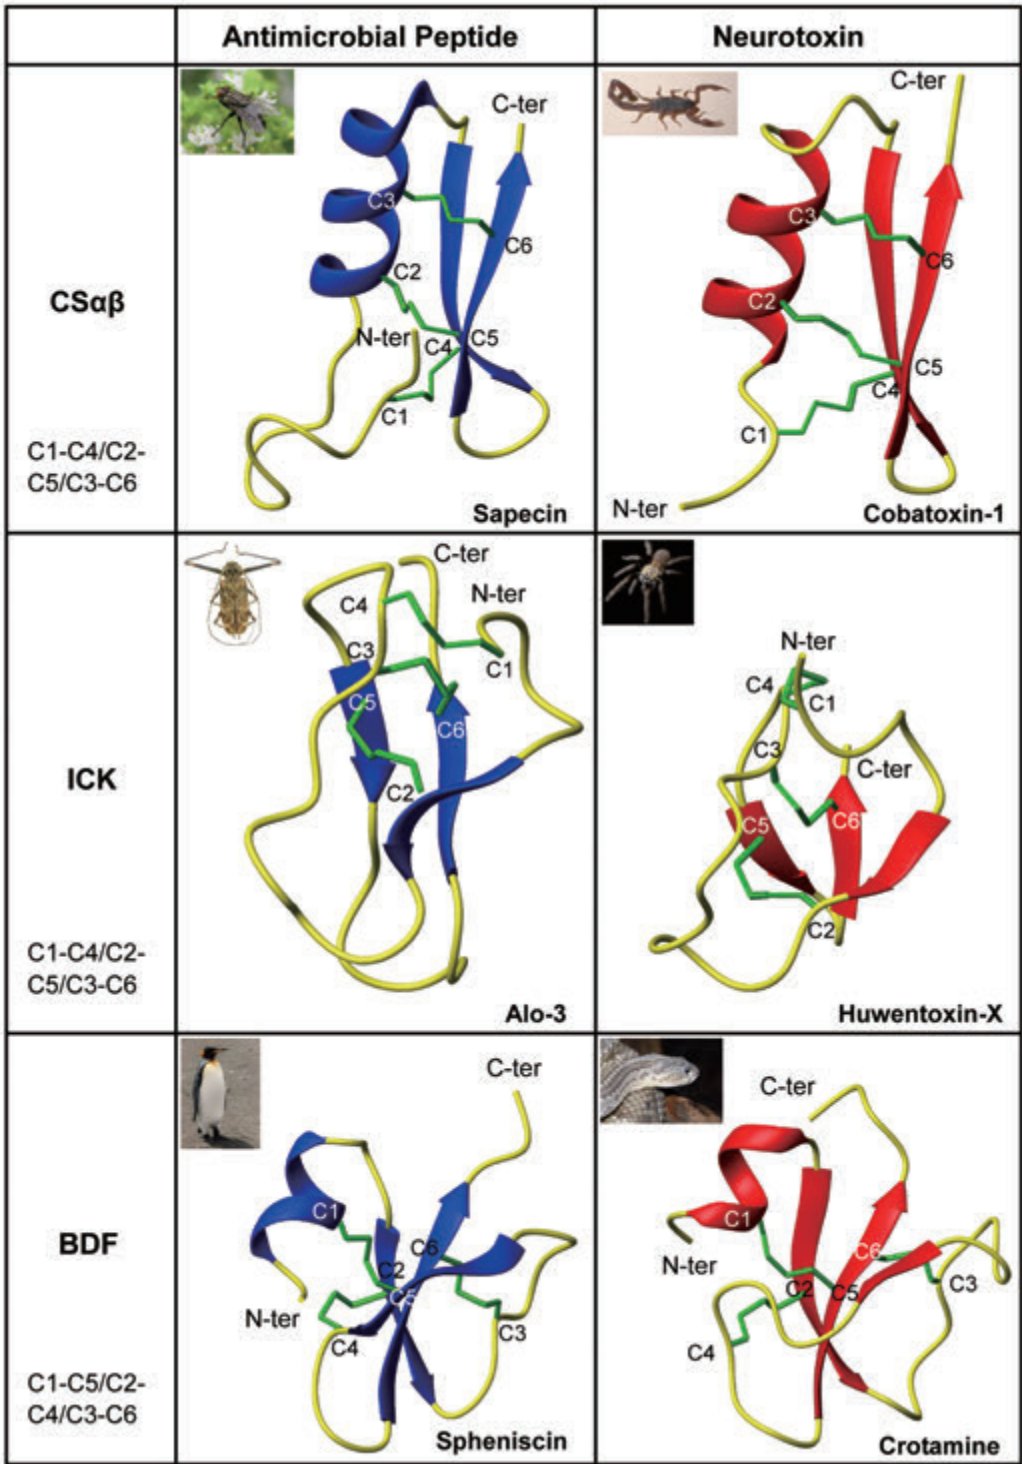 Antimicrobial Peptide
Neurotoxin
CSαβ
C1-C4/C2-
C5/C3-C6
C-ter
C3
C6
C2
N-ter
C4
C5
C1
Sapecin
C-ter
C3
C6
C2
C5
C4
C1
N-ter
Cobatoxin-1
ICK
C1-C4/C2-
C5/C3-C6
C-ter
C4
N-ter
C3
C1
C5
C6
C2
Alo-3
N-ter
C4
C1
C3
C-ter
C5
C6
C2
Huwentoxin-X
BDF
C1-C5/C2-
C4/C3-C6
C-ter
C1
C6
C2
C5
N-ter
C4
C3
Spheniscin
C-ter
C1
C6
N-ter
C2
C5
C3
C4
Crotamine